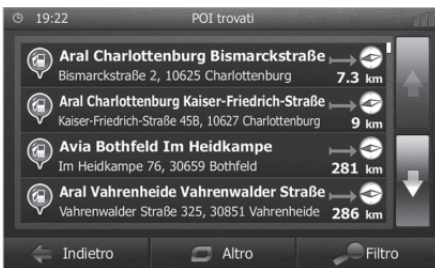 19:22 POI trovati
Aral Charlottenburg Bismarckstraße
Bismarckstraße 2, 10625 Charlottenburg 7.3 km
Aral Charlottenburg Kaiser-Friedrich-Straße
Kaiser-Friedrich-Straße 45B, 10627 Charlottenburg 9 km
Avia Bothfeld Im Heidkampe
Im Heidkampe 76, 30659 Bothfeld 281 km
Aral Vahrenheide Vahrenwalder Straße
Vahrenwalder Straße 325, 30851 Vahrenheide 286 km
Indietro Altro Filtro